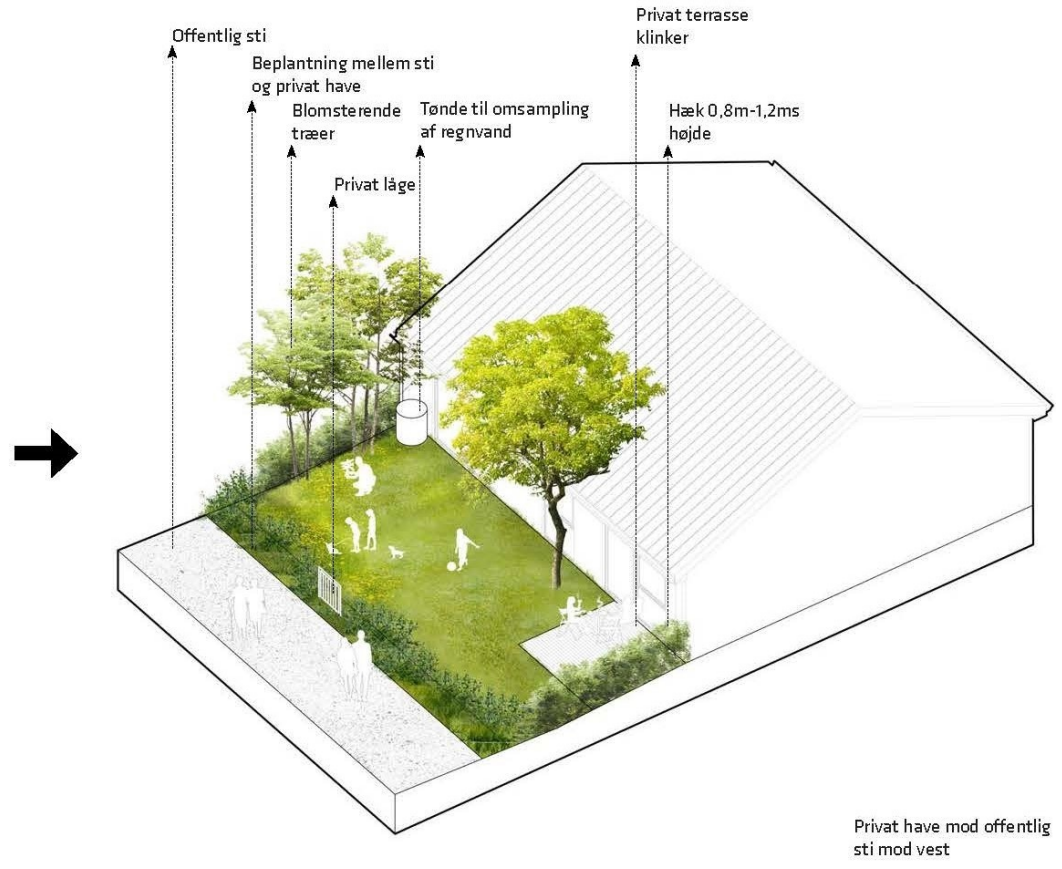 Offentlig sti
Beplantning mellem sti
og privat have
Blomsterende
træer
Privat låge
Tønde til omsampling
af regnvand
Privat terrasse
klinker
Hæk 0,8m-1,2ms
højde
Privat have mod offentlig
sti mod vest